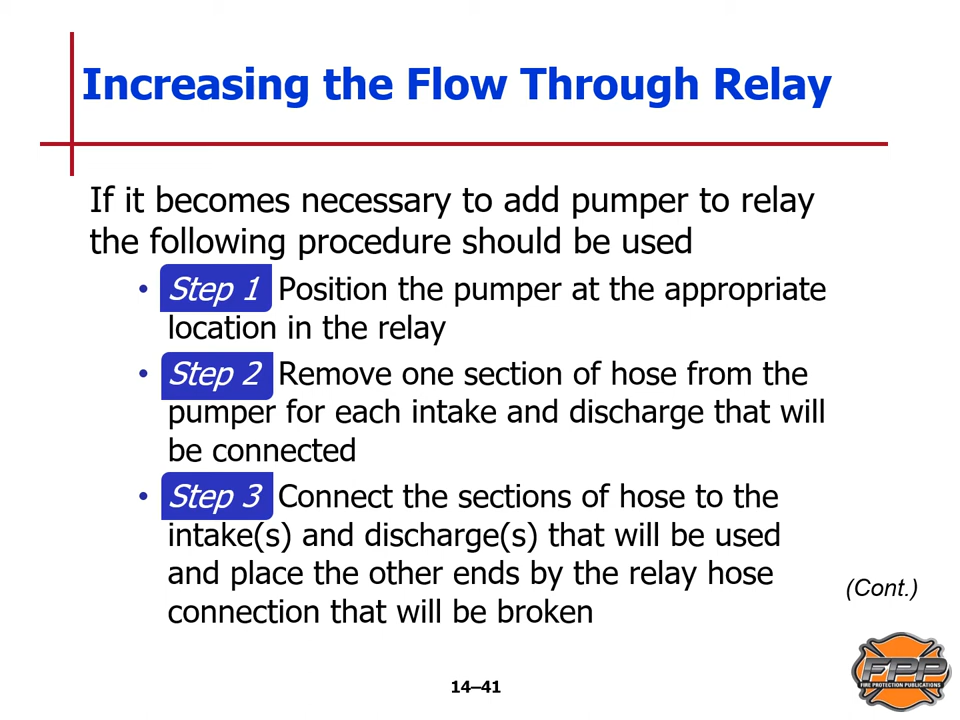 Increasing the Flow Through Relay
If it becomes necessary to add pumper to relay
the following procedure should be used
• Step 1 Position the pumper at the appropriate
location in the relay
• Step 2 Remove one section of hose from the
pumper for each intake and discharge that will
be connected
• Step 3 Connect the sections of hose to the
intake(s) and discharge(s) that will be used
and place the other ends by the relay hose
connection that will be broken
(Cont.)
FPP
FIRE PROTECTION PUBLICATIONS
14–41